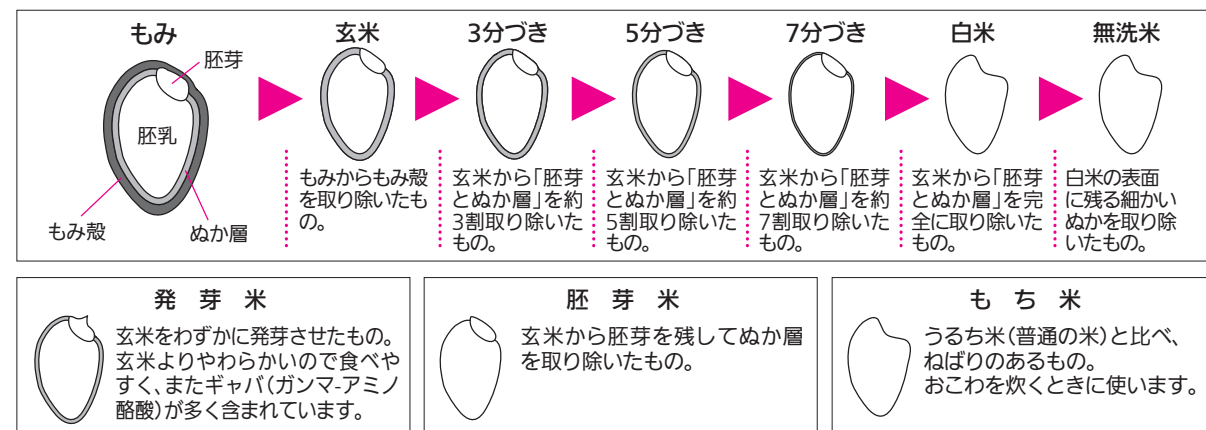 もみ
胚芽
胚乳
もみ殻
ぬか層
玄米
もみからもみ殻
を取り除いたも
の。
3分づき
玄米から「胚芽
とぬか層」を約
3割取り除いた
もの。
5分づき
玄米から「胚芽
とぬか層」を約
5割取り除いた
もの。
7分づき
玄米から「胚芽
とぬか層」を約
7割取り除いた
もの。
白米
玄米から「胚芽
とぬか層」を完
全に取り除いた
もの。
無洗米
白米の表面
に残る細かい
ぬかを取り除
いたもの。
発芽米
玄米をわずかに発芽させたもの。
玄米よりやわらかいので食べや
すく、またギャバ(ガンマ-アミノ
酪酸)が多く含まれています。
胚芽米
玄米から胚芽を残してぬか層
を取り除いたもの。
もち米
うるち米(普通の米)と比べ、
ねばりのあるもの。
おこわを炊くときに使います。